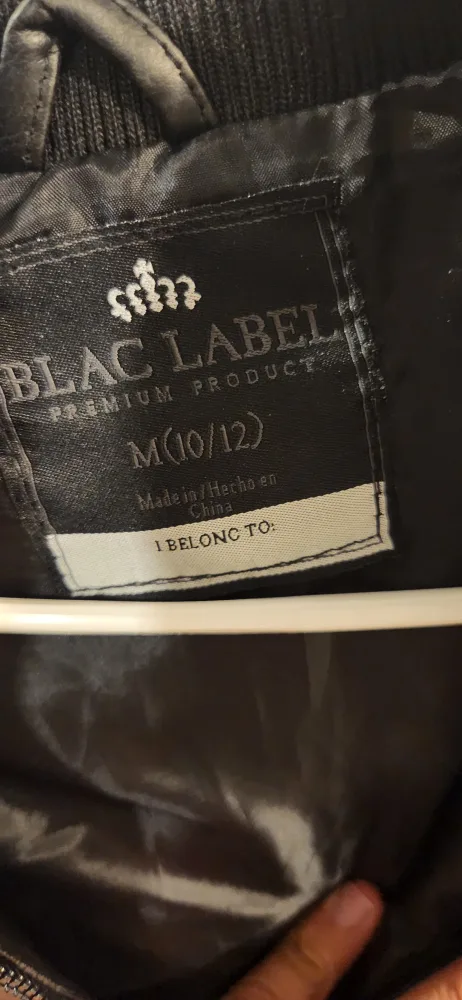 BLAC LABEL
PREMIUM PRODUCT
M(10/12)
Made in/Hecho en
China
I BELONG TO: